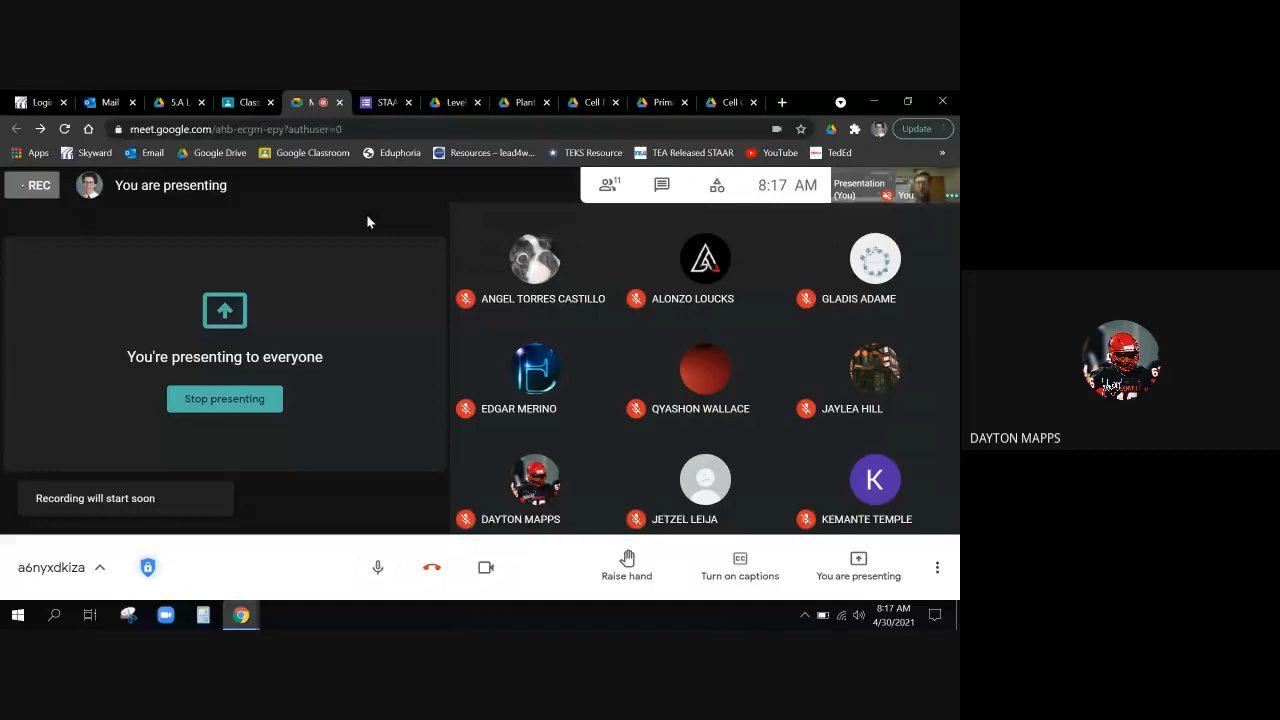 Login
Mail
5.A L
Class
M
STAA
Level
Plant
Cell F
Prim
Cell
meet.google.com/ahb-ecgm-epy?authuser=0
Update
Apps
Skyward
Email
Google Drive
Google Classroom
Eduphoria
Resources – lead4w...
TEKS Resource
TEA Released STAAR
YouTube
TedEd
»
REC
You are presenting
11
8:17 AM
Presentation
(You)
You
ANGEL TORRES CASTILLO
ALONZO LOUCKS
GLADIS ADAME
You're presenting to everyone
Stop presenting
EDGAR MERINO
QYASHON WALLACE
JAYLEA HILL
DAYTON MAPPS
Recording will start soon
K
DAYTON MAPPS
JETZEL LEIJA
KEMANTE TEMPLE
a6nyxdkiza
Raise hand
CC
Turn on captions
You are presenting
8:17 AM
4/30/2021